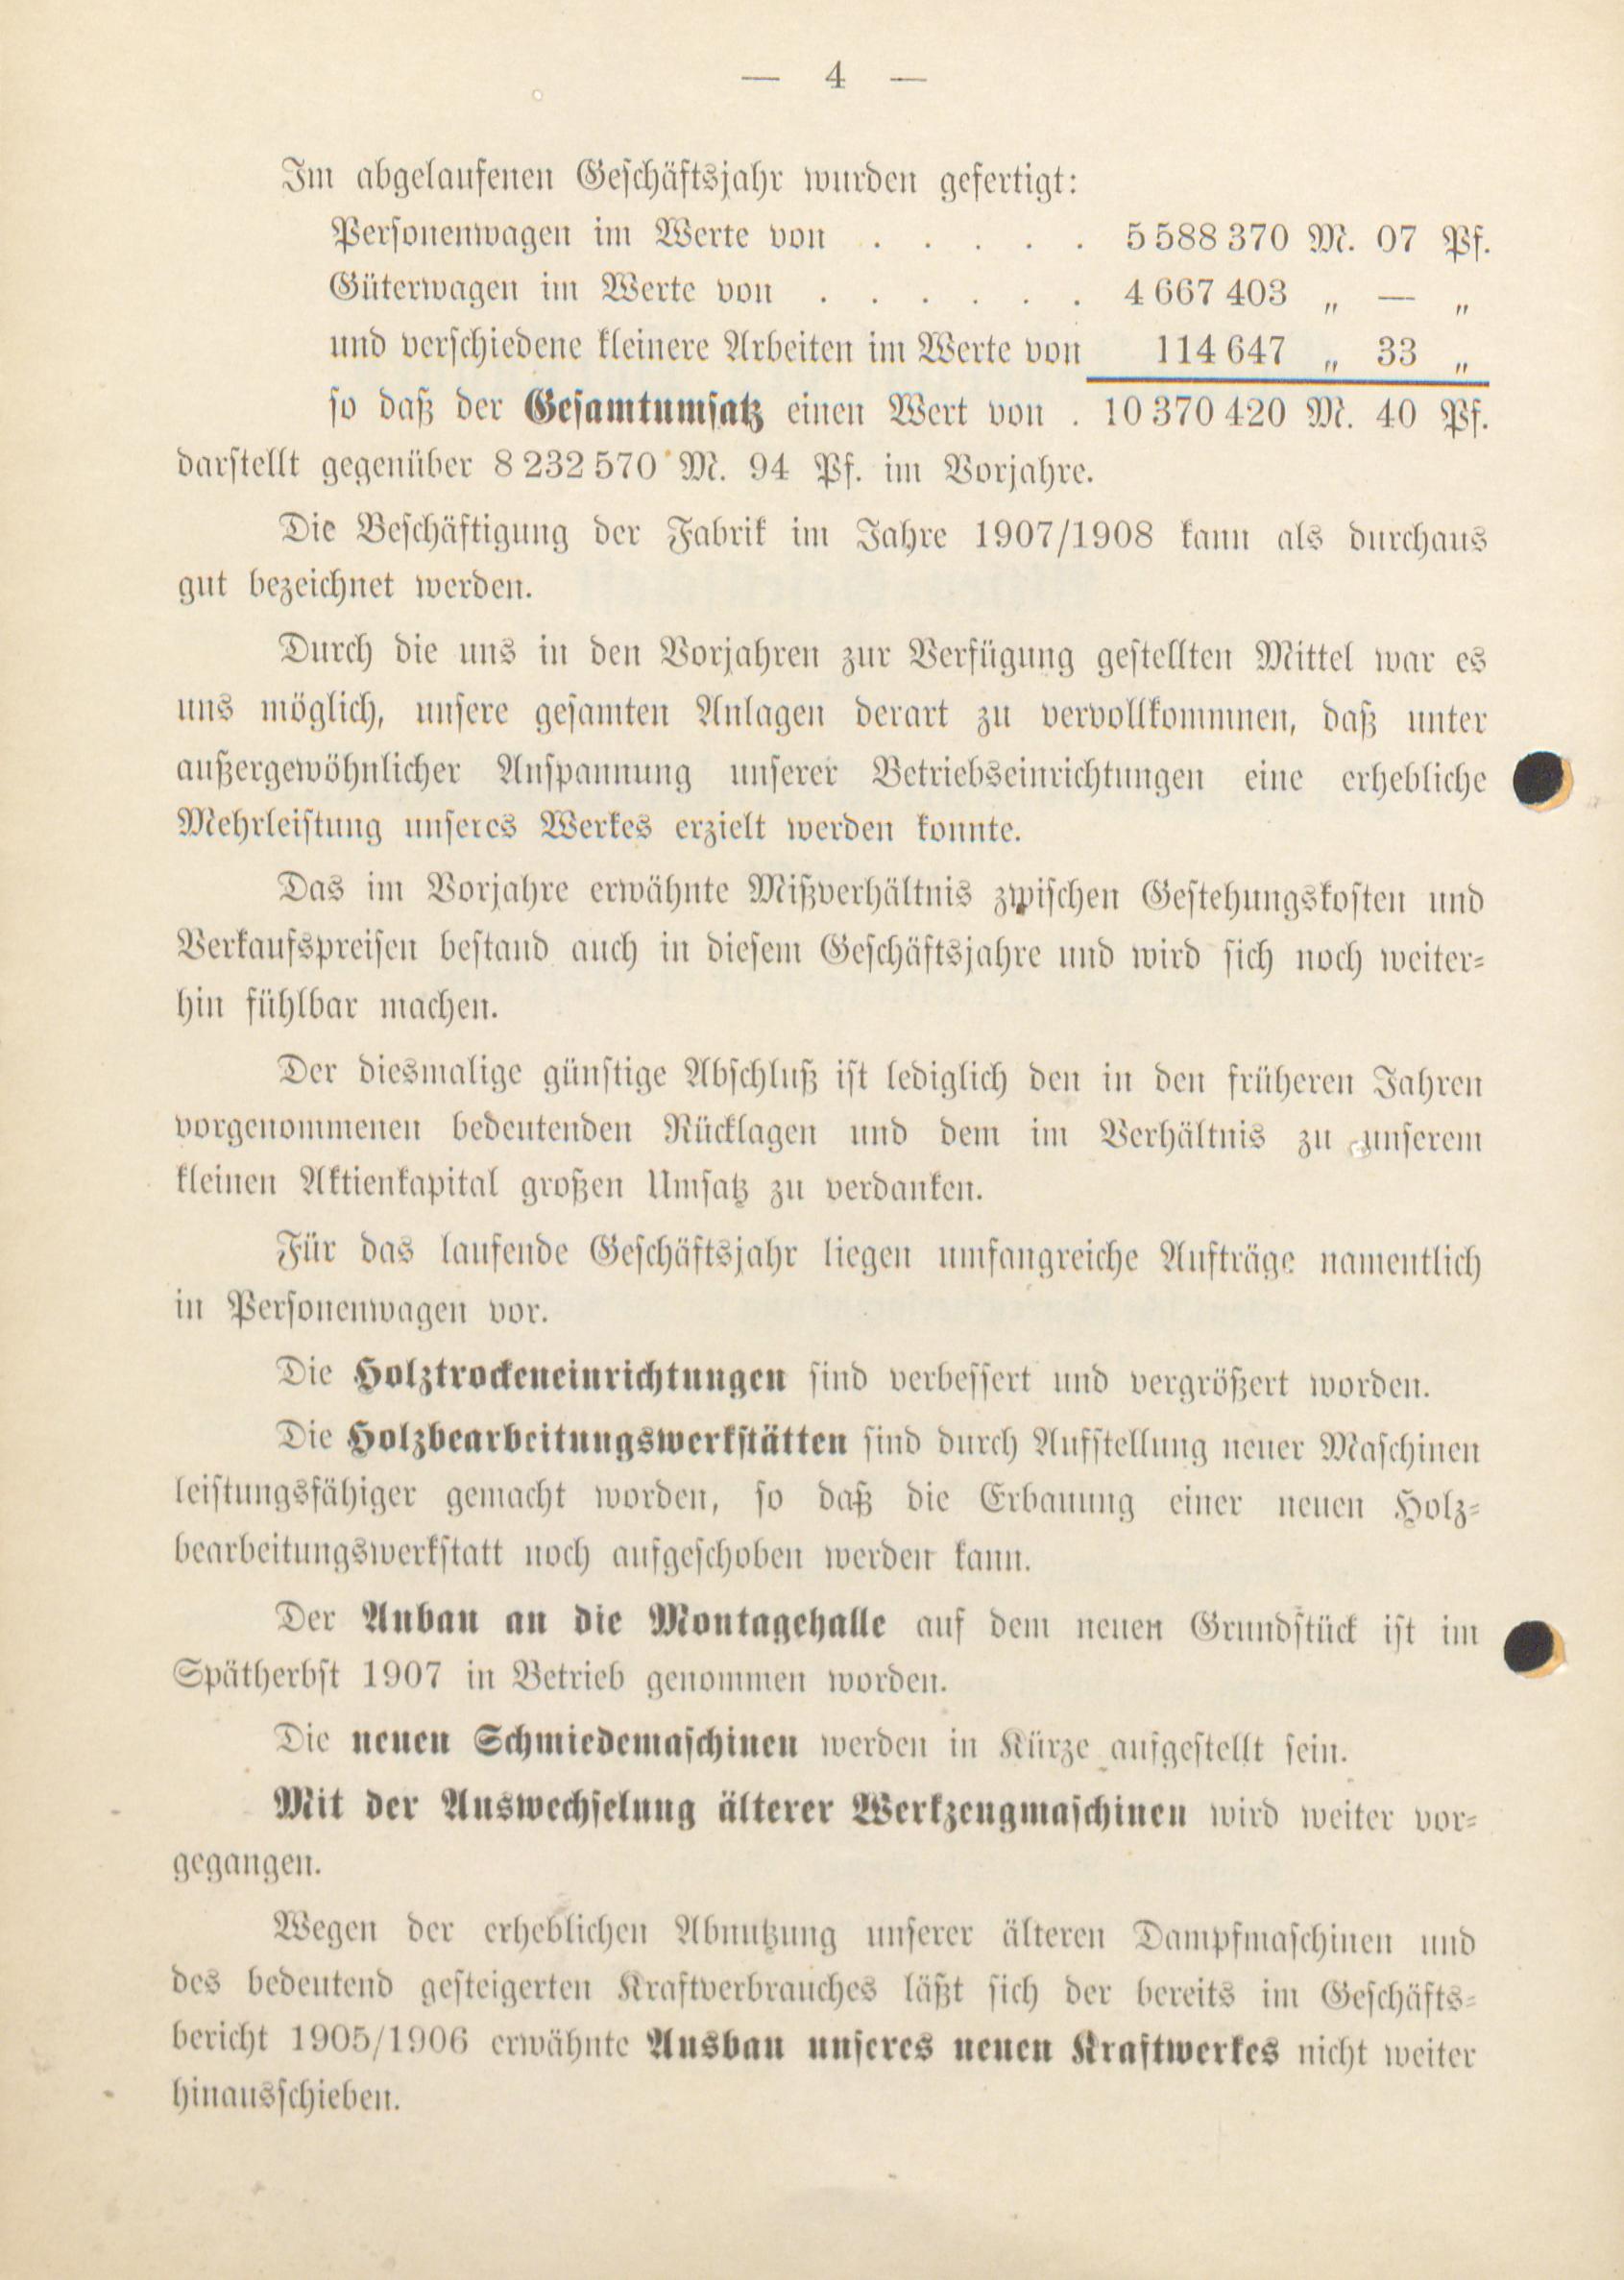 — 4 —
Im abgelaufenen Geschäftsjahr wurden gefertigt:
Personenwagen im Werte von . . . . . 5 588 370 M. 07 Pf.
Güterwagen im Werte von . . . . . . 4 667 403 „ — „
und verschiedene kleinere Arbeiten im Werte von 114 647 „ 33 „
so daß der Gesamtumsatz einen Wert von . 10 370 420 M. 40 Pf.
darstellt gegenüber 8 232 570 M. 94 Pf. im Vorjahre.
Die Beschäftigung der Fabrik im Jahre 1907/1908 kann als durchaus
gut bezeichnet werden.
Durch die uns in den Vorjahren zur Verfügung gestellten Mittel war es
uns möglich, unsere gesamten Anlagen derart zu vervollkommnen, daß unter
außergewöhnlicher Anspannung unserer Betriebseinrichtungen eine erhebliche
Mehrleistung unseres Werkes erzielt werden konnte.
Das im Vorjahre erwähnte Mißverhältnis zwischen Gestehungskosten und
Verkaufspreisen bestand auch in diesem Geschäftsjahre und wird sich noch weiter-
hin fühlbar machen.
Der diesmalige günstige Abschluß ist lediglich den in den früheren Jahren
vorgenommenen bedeutenden Rücklagen und dem im Verhältnis zu unserem
kleinen Aktienkapital großen Umsatz zu verdanken.
Für das laufende Geschäftsjahr liegen umfangreiche Aufträge namentlich
in Personenwagen vor.
Die Holztrockeneinrichtungen sind verbessert und vergrößert worden.
Die Holzbearbeitungswerkstätten sind durch Aufstellung neuer Maschinen
leistungsfähiger gemacht worden, so daß die Erbauung einer neuen Holz-
bearbeitungswerkstatt noch aufgeschoben werden kann.
Der Anbau an die Montagehalle auf dem neuen Grundstück ist im
Spätherbst 1907 in Betrieb genommen worden.
Die neuen Schmiedemaschinen werden in Kürze aufgestellt sein.
Mit der Auswechselung älterer Werkzeugmaschinen wird weiter vor-
gegangen.
Wegen der erheblichen Abnutzung unserer älteren Dampfmaschinen und
des bedeutend gesteigerten Kraftverbrauches läßt sich der bereits im Geschäfts-
bericht 1905/1906 erwähnte Ausbau unseres neuen Kraftwerkes nicht weiter
hinausschieben.